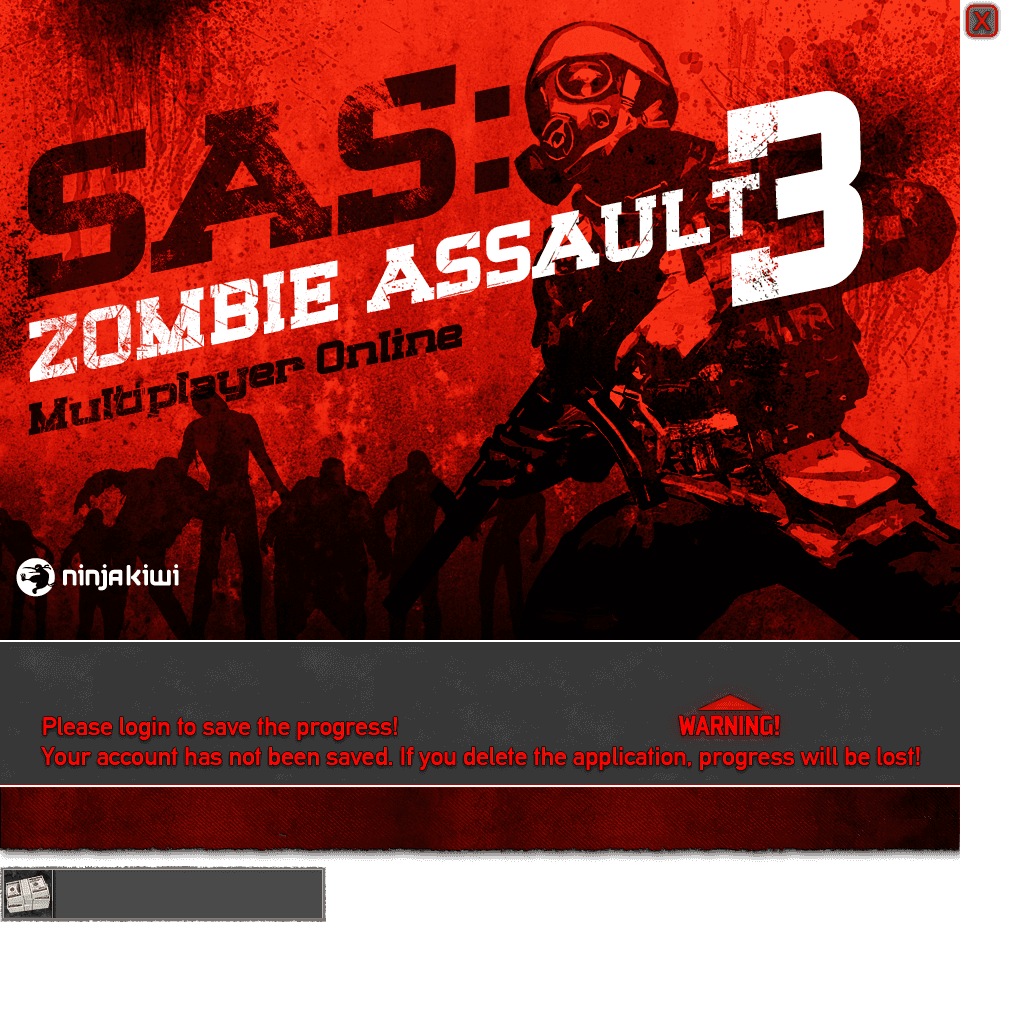 X
SAS:
ZOMBIE ASSAULT 3
Multiplayer Online
ninjakiwi
Please login to save the progress!
WARNING!
Your account has not been saved. If you delete the application, progress will be lost!